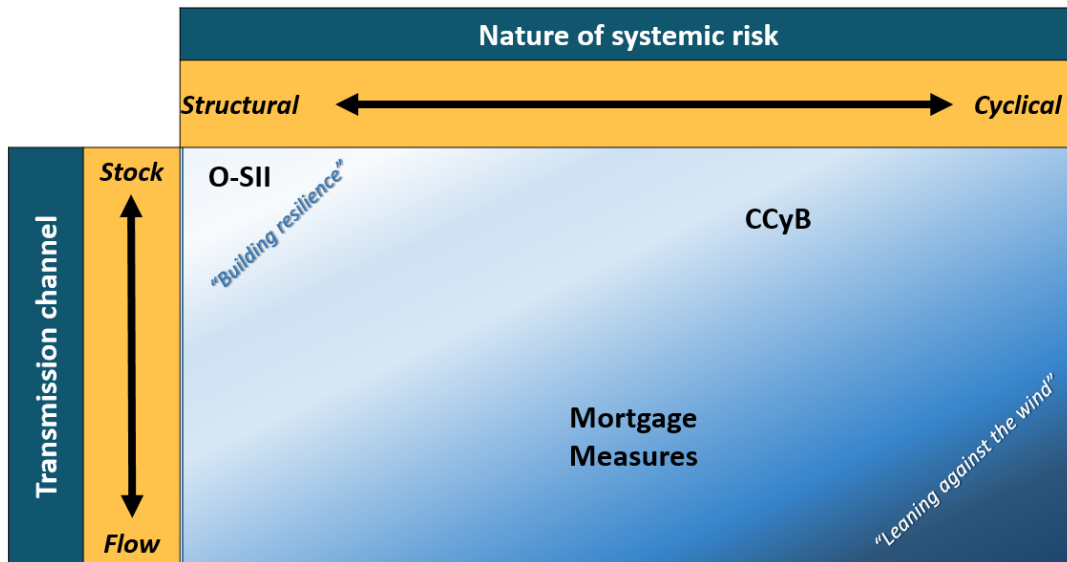 Nature of systemic risk
Structural
Cyclical
Transmission channel
Stock
Flow
O-SII
“Building resilience”
CCyB
Mortgage
Measures
“Leaning against the wind”